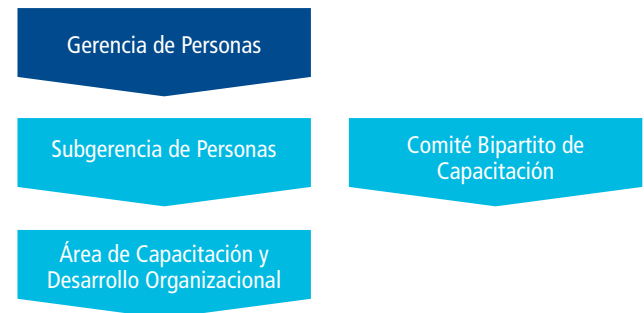 Gerencia de Personas
Subgerencia de Personas
Comité Bipartito de
Capacitación
Área de Capacitación y
Desarrollo Organizacional